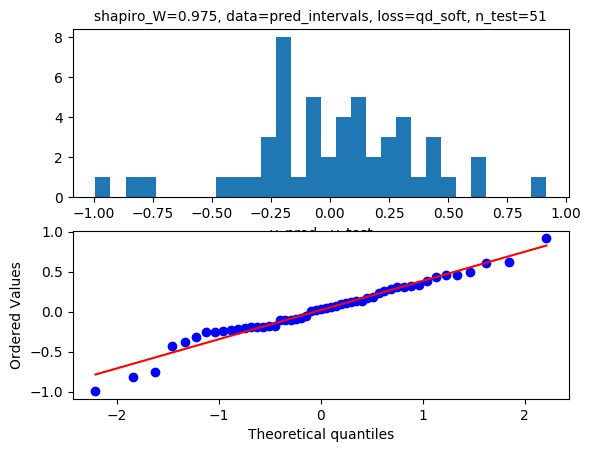 shapiro_W=0.975, data=pred_intervals, loss=qd_soft, n_test=51
8
6
4
2
0
−1.00 −0.75 −0.50 −0.25 0.00 0.25 0.50 0.75 1.00
1.0
0.5
0.0
−0.5
−1.0
Ordered Values
−2 −1 0 1 2
Theoretical quantiles